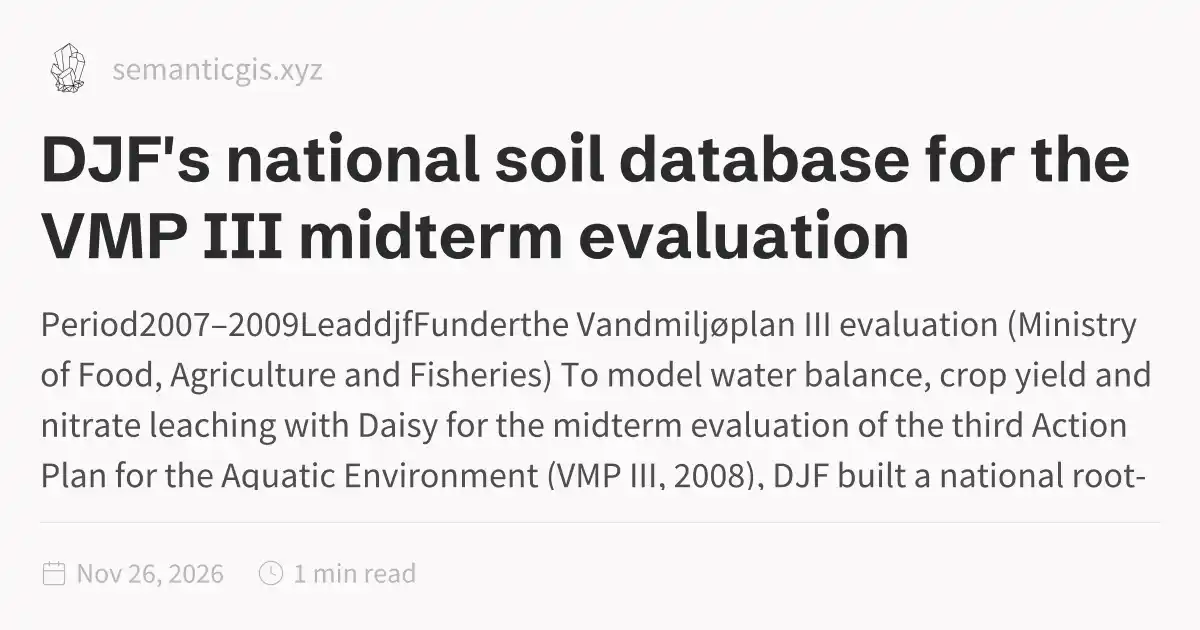 semanticgis.xyz
DJF's national soil database for the
VMP III midterm evaluation
Period2007–2009LeaddjfFunderthe Vandmiljøplan III evaluation (Ministry
of Food, Agriculture and Fisheries) To model water balance, crop yield and
nitrate leaching with Daisy for the midterm evaluation of the third Action
Plan for the Aquatic Environment (VMP III, 2008), DJF built a national root-
Nov 26, 2026
1 min read